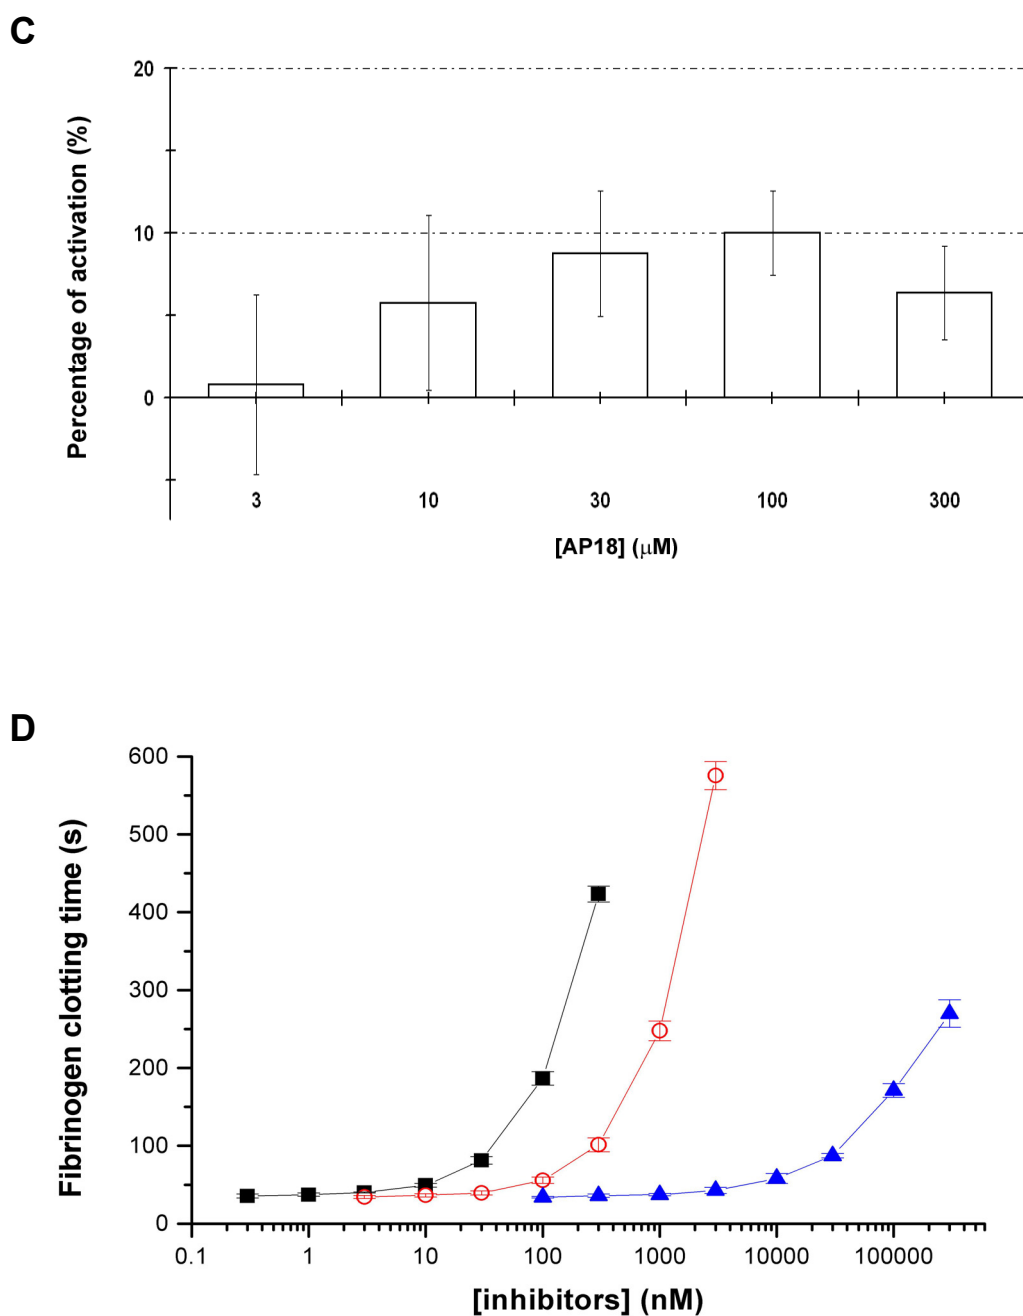 C
20
10
0
Percentage of activation (%)
3 10 30 100 300
[AP18] (μM)
D
600
500
400
300
200
100
0
Fibrinogen clotting time (s)
0.1 1 10 100 1000 10000 100000
[inhibitors] (nM)